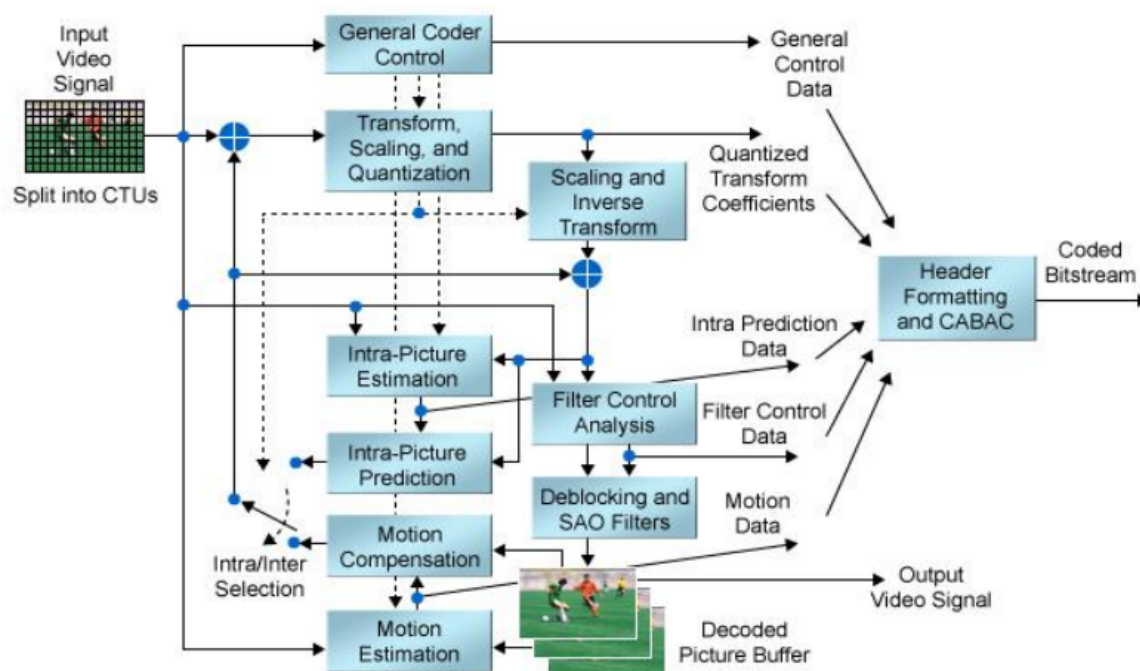 Input
Video
Signal
Split into CTUs
General Coder
Control
General
Control
Data
Transform,
Scaling, and
Quantization
Quantized
Transform
Coefficients
Scaling and
Inverse
Transform
Header
Formatting
and CABAC
Coded
Bitstream
Intra Prediction
Data
Intra-Picture
Estimation
Filter Control
Analysis
Filter Control
Data
Intra-Picture
Prediction
Deblocking and
SAO Filters
Motion
Data
Motion
Compensation
Intra/Inter
Selection
Output
Video Signal
Motion
Estimation
Decoded
Picture Buffer